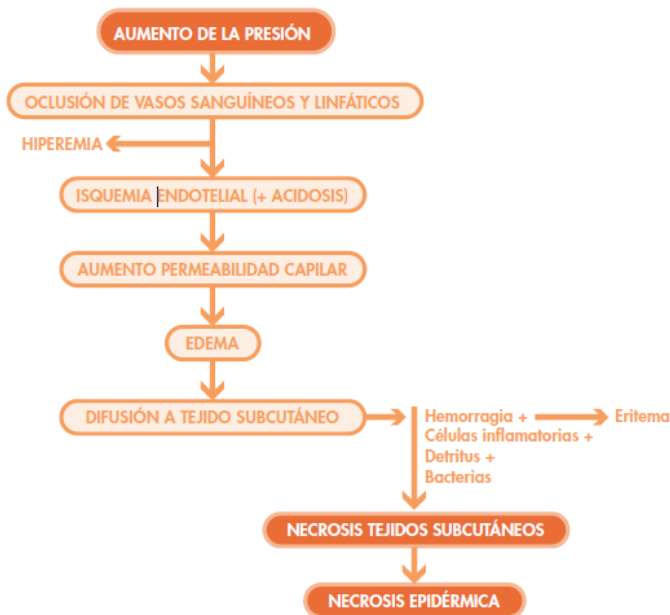 AUMENTO DE LA PRESIÓN
OCLUSIÓN DE VASOS SANGUÍNEOS Y LINFÁTICOS
HIPEREMIA
ISQUEMIA ENDOTELIAL (+ ACIDOSIS)
AUMENTO PERMEABILIDAD CAPILAR
EDEMA
DIFUSIÓN A TEJIDO SUBCUTÁNEO
Hemorragia +
Eritema
Células inflamatorias +
Detritus +
Bacterias
NECROSIS TEJIDOS SUBCUTÁNEOS
NECROSIS EPIDÉRMICA